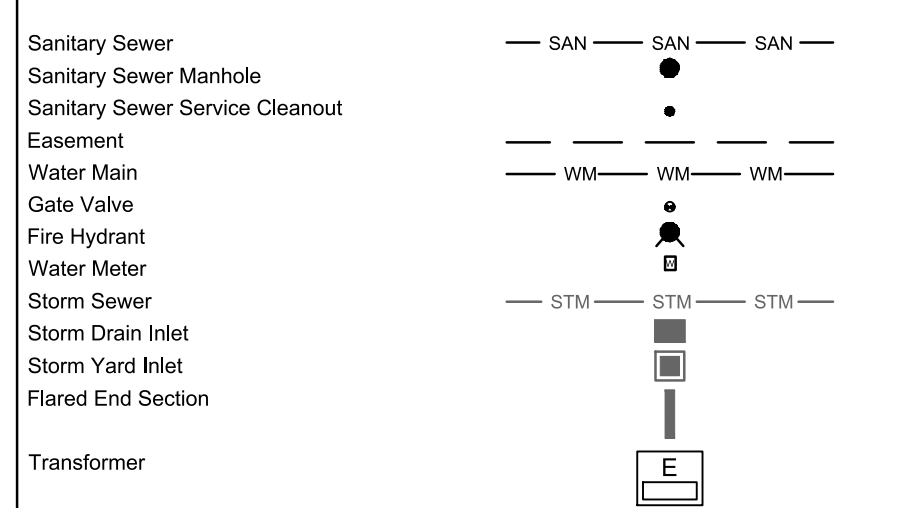 Sanitary Sewer SAN SAN SAN
Sanitary Sewer Manhole
Sanitary Sewer Service Cleanout
Easement
Water Main WM WM WM
Gate Valve
Fire Hydrant
Water Meter W
Storm Sewer STM STM STM
Storm Drain Inlet
Storm Yard Inlet
Flared End Section
Transformer E